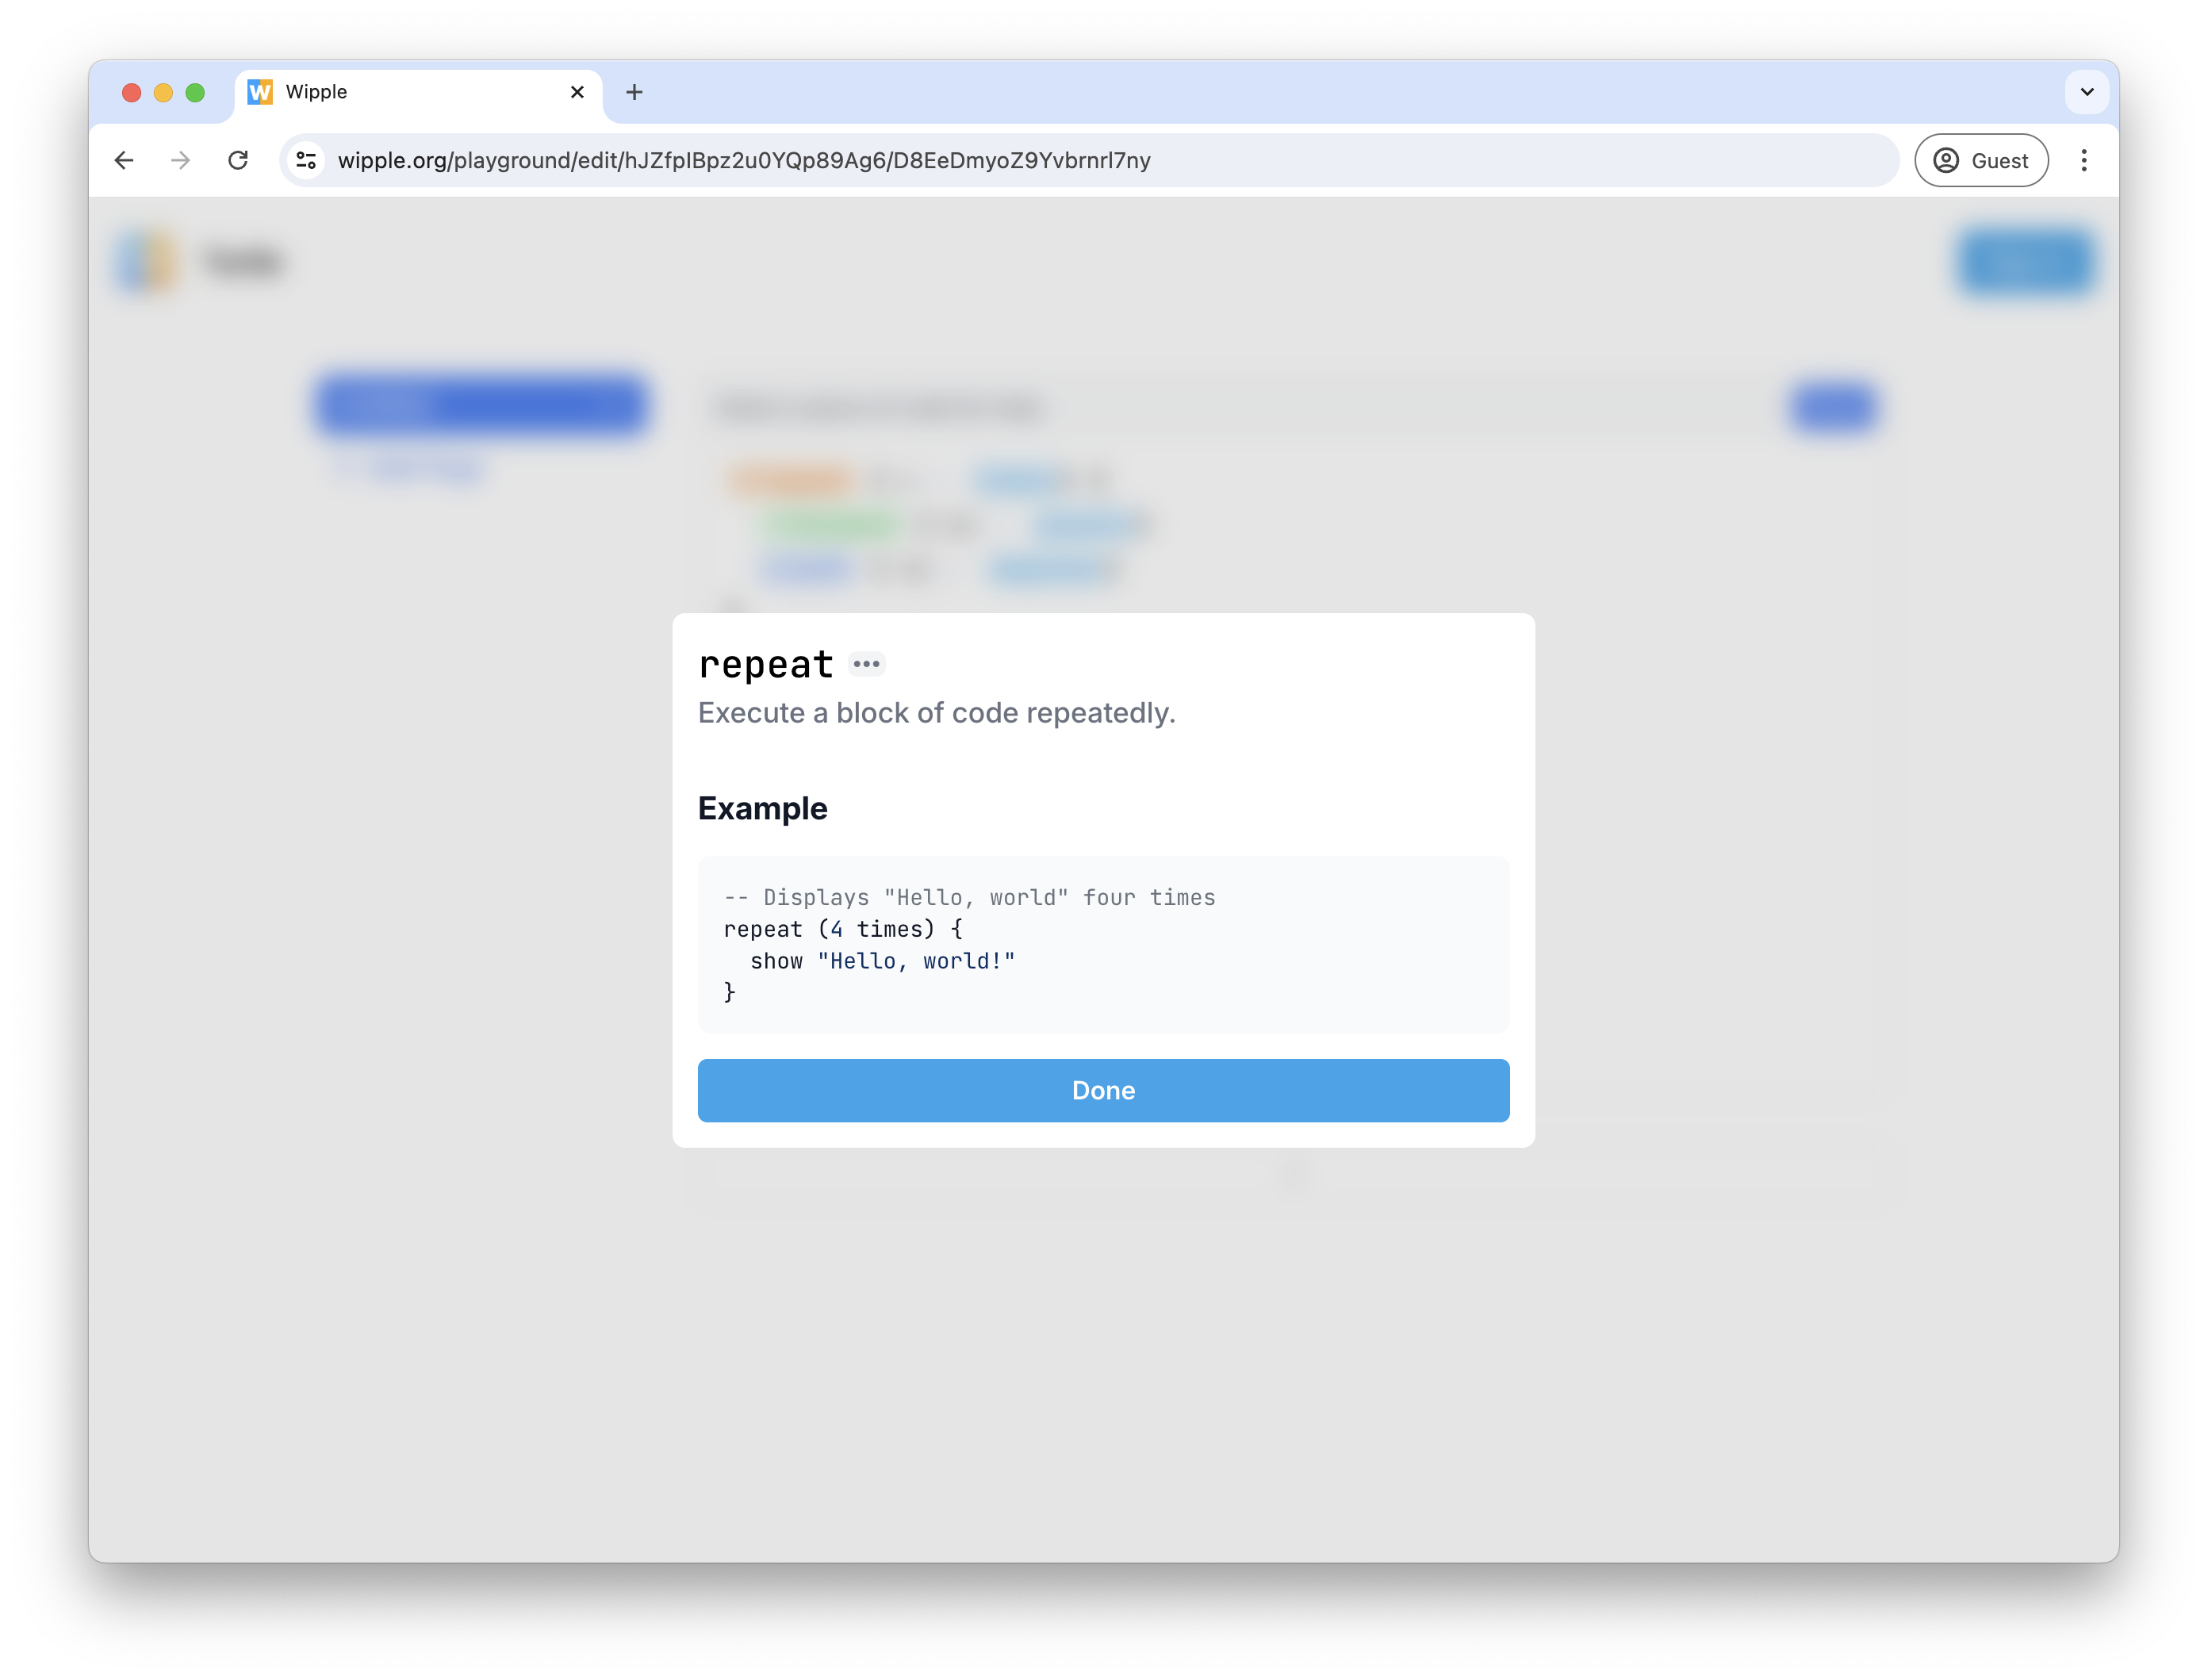 W Wipple
wipple.org/playground/edit/hJZfpIBpz2u0YQp89Ag6/D8EeDmyoZ9Yvbrnrl7ny
Guest
repeat
Execute a block of code repeatedly.
Example
-- Displays "Hello, world" four times
repeat (4 times) {
  show "Hello, world!"
}
Done